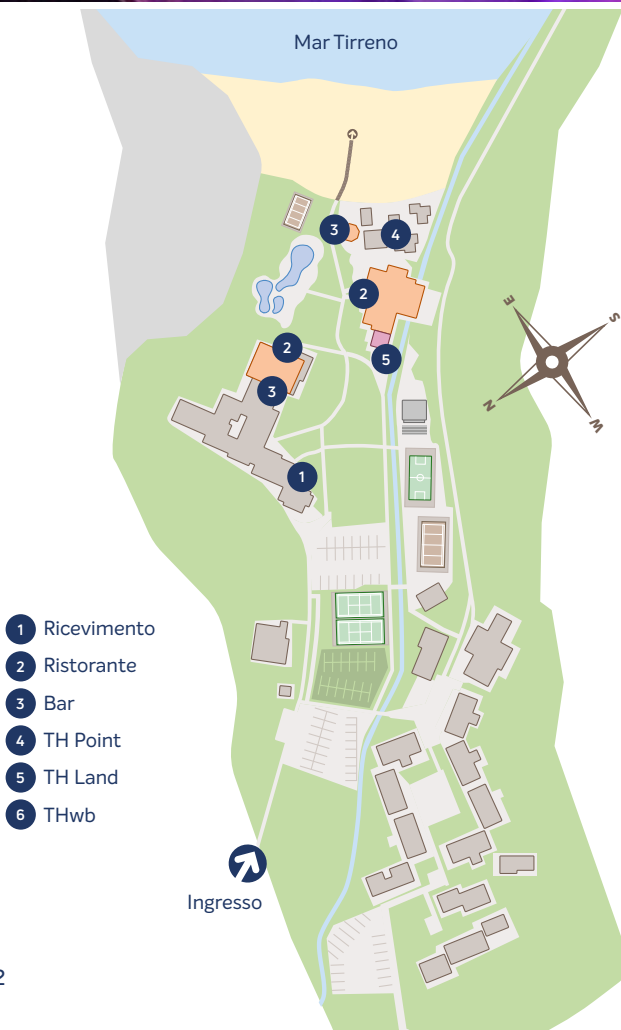 Mar Tirreno
3
4
2
5
2
3
1
E
S
N
W
1 Ricevimento
2 Ristorante
3 Bar
4 TH Point
5 TH Land
6 THwb
Ingresso
2